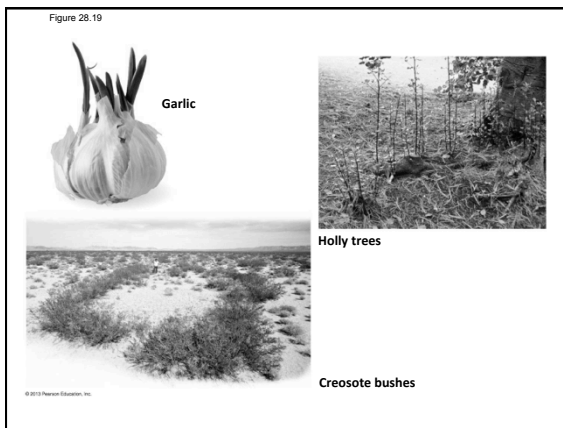 Figure 28.19
Garlic
Holly trees
Creosote bushes
© 2013 Pearson Education, Inc.